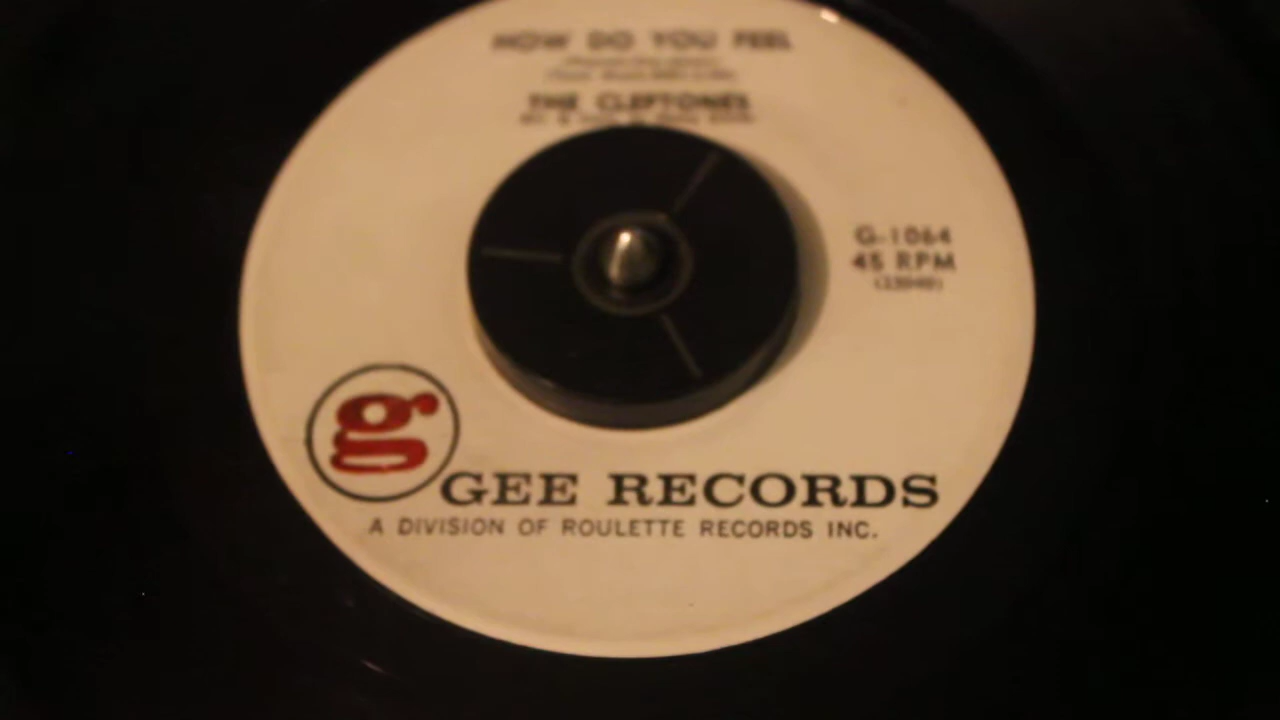 HOW DO YOU FEEL
THE CLEFTONES
G-1064
45 RPM
g
GEE RECORDS
A DIVISION OF ROULETTE RECORDS INC.